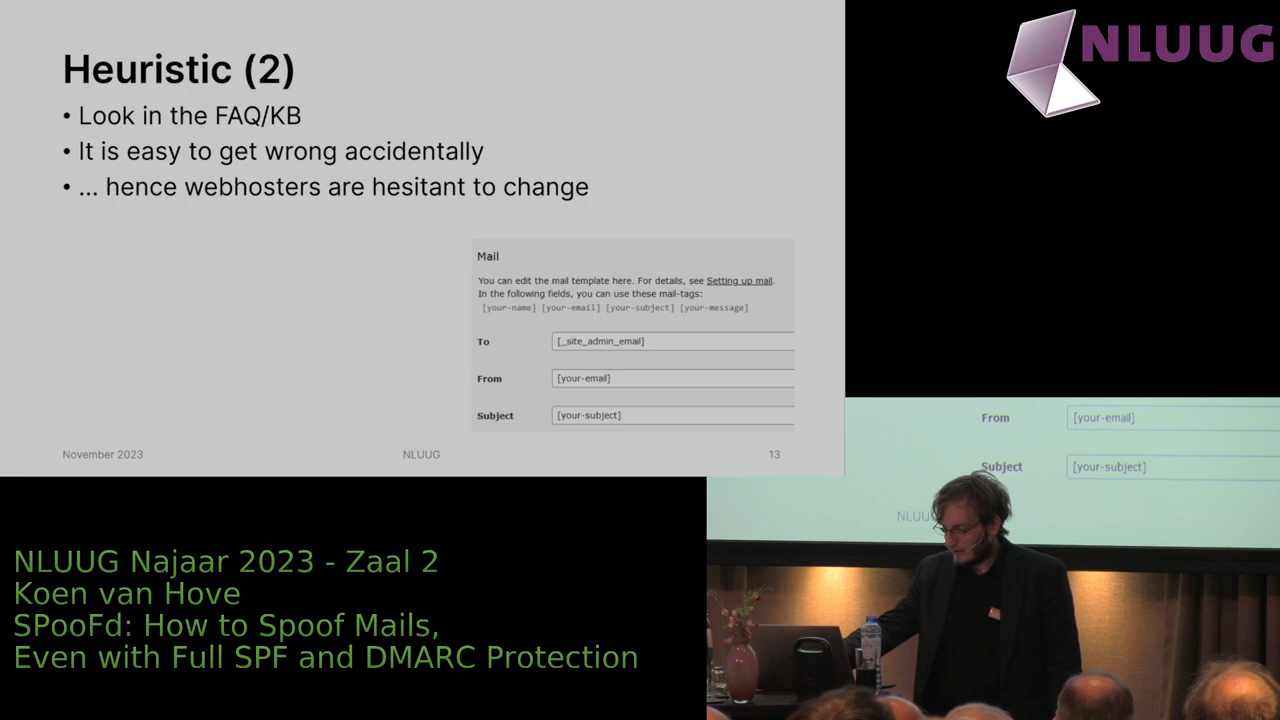 Heuristic (2)
• Look in the FAQ/KB
• It is easy to get wrong accidentally
• ... hence webhosters are hesitant to change
Mail
You can edit the mail template here. For details, see Setting up mail.
In the following fields, you can use these mail-tags:
[your-name] [your-email] [your-subject] [your-message]
To [_site_admin_email]
From [your-email]
Subject [your-subject]
November 2023 NLUUG 13
NLUUG
From [your-email]
Subject [your-subject]
NLUU
NLUUG Najaar 2023 - Zaal 2
Koen van Hove
SPooFd: How to Spoof Mails,
Even with Full SPF and DMARC Protection